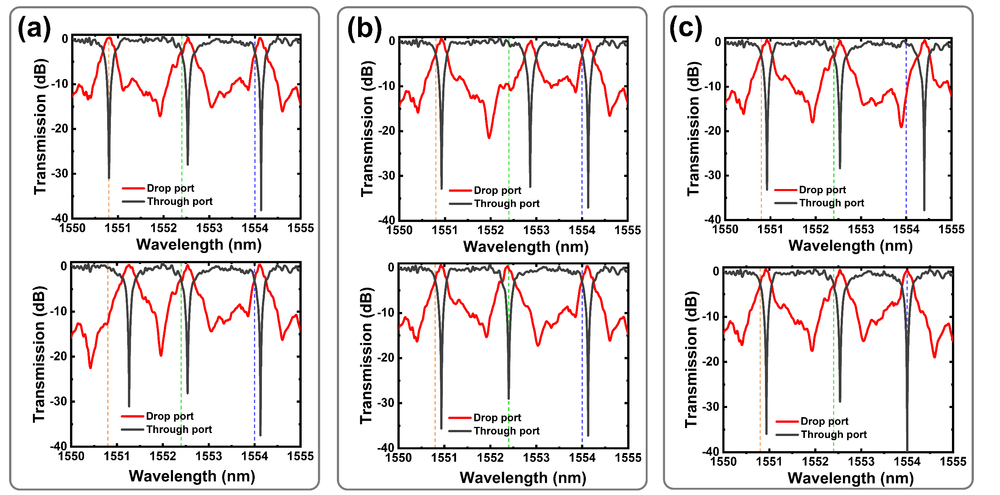 (a)
Transmission (dB)
0
-10
-20
-30
-40
Drop port
Through port
1550 1551 1552 1553 1554 1555
Wavelength (nm)
Transmission (dB)
0
-10
-20
-30
-40
Drop port
Through port
1550 1551 1552 1553 1554 1555
Wavelength (nm)
(b)
Transmission (dB)
0
-10
-20
-30
-40
Drop port
Through port
1550 1551 1552 1553 1554 1555
Wavelength (nm)
Transmission (dB)
0
-10
-20
-30
-40
Drop port
Through port
1550 1551 1552 1553 1554 1555
Wavelength (nm)
(c)
Transmission (dB)
0
-10
-20
-30
-40
Drop port
Through port
1550 1551 1552 1553 1554 1555
Wavelength (nm)
Transmission (dB)
0
-10
-20
-30
-40
Drop port
Through port
1550 1551 1552 1553 1554 1555
Wavelength (nm)